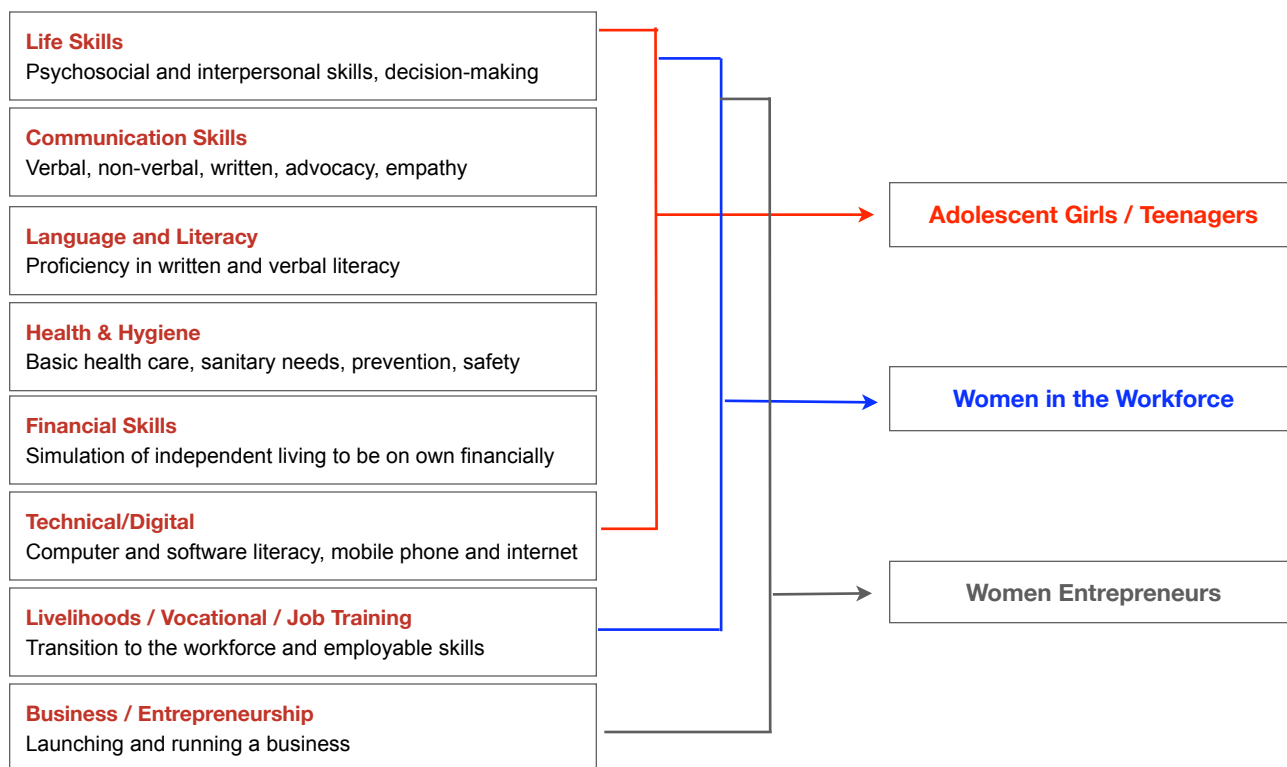 Life Skills
Psychosocial and interpersonal skills, decision-making
Communication Skills
Verbal, non-verbal, written, advocacy, empathy
Language and Literacy
Proficiency in written and verbal literacy
Health & Hygiene
Basic health care, sanitary needs, prevention, safety
Financial Skills
Simulation of independent living to be on own financially
Technical/Digital
Computer and software literacy, mobile phone and internet
Livelihoods / Vocational / Job Training
Transition to the workforce and employable skills
Business / Entrepreneurship
Launching and running a business
Adolescent Girls / Teenagers
Women in the Workforce
Women Entrepreneurs